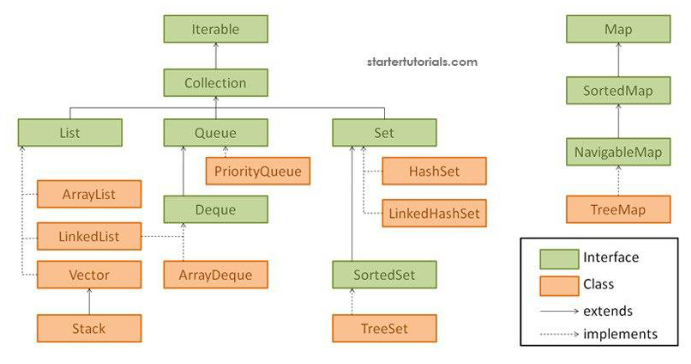 Iterable
Map
startertutorials.com
Collection
SortedMap
List
Queue
Set
NavigableMap
PriorityQueue
HashSet
ArrayList
TreeMap
Deque
LinkedHashSet
LinkedList
Interface
Vector
ArrayDeque
SortedSet
Class
extends
Stack
TreeSet
implements